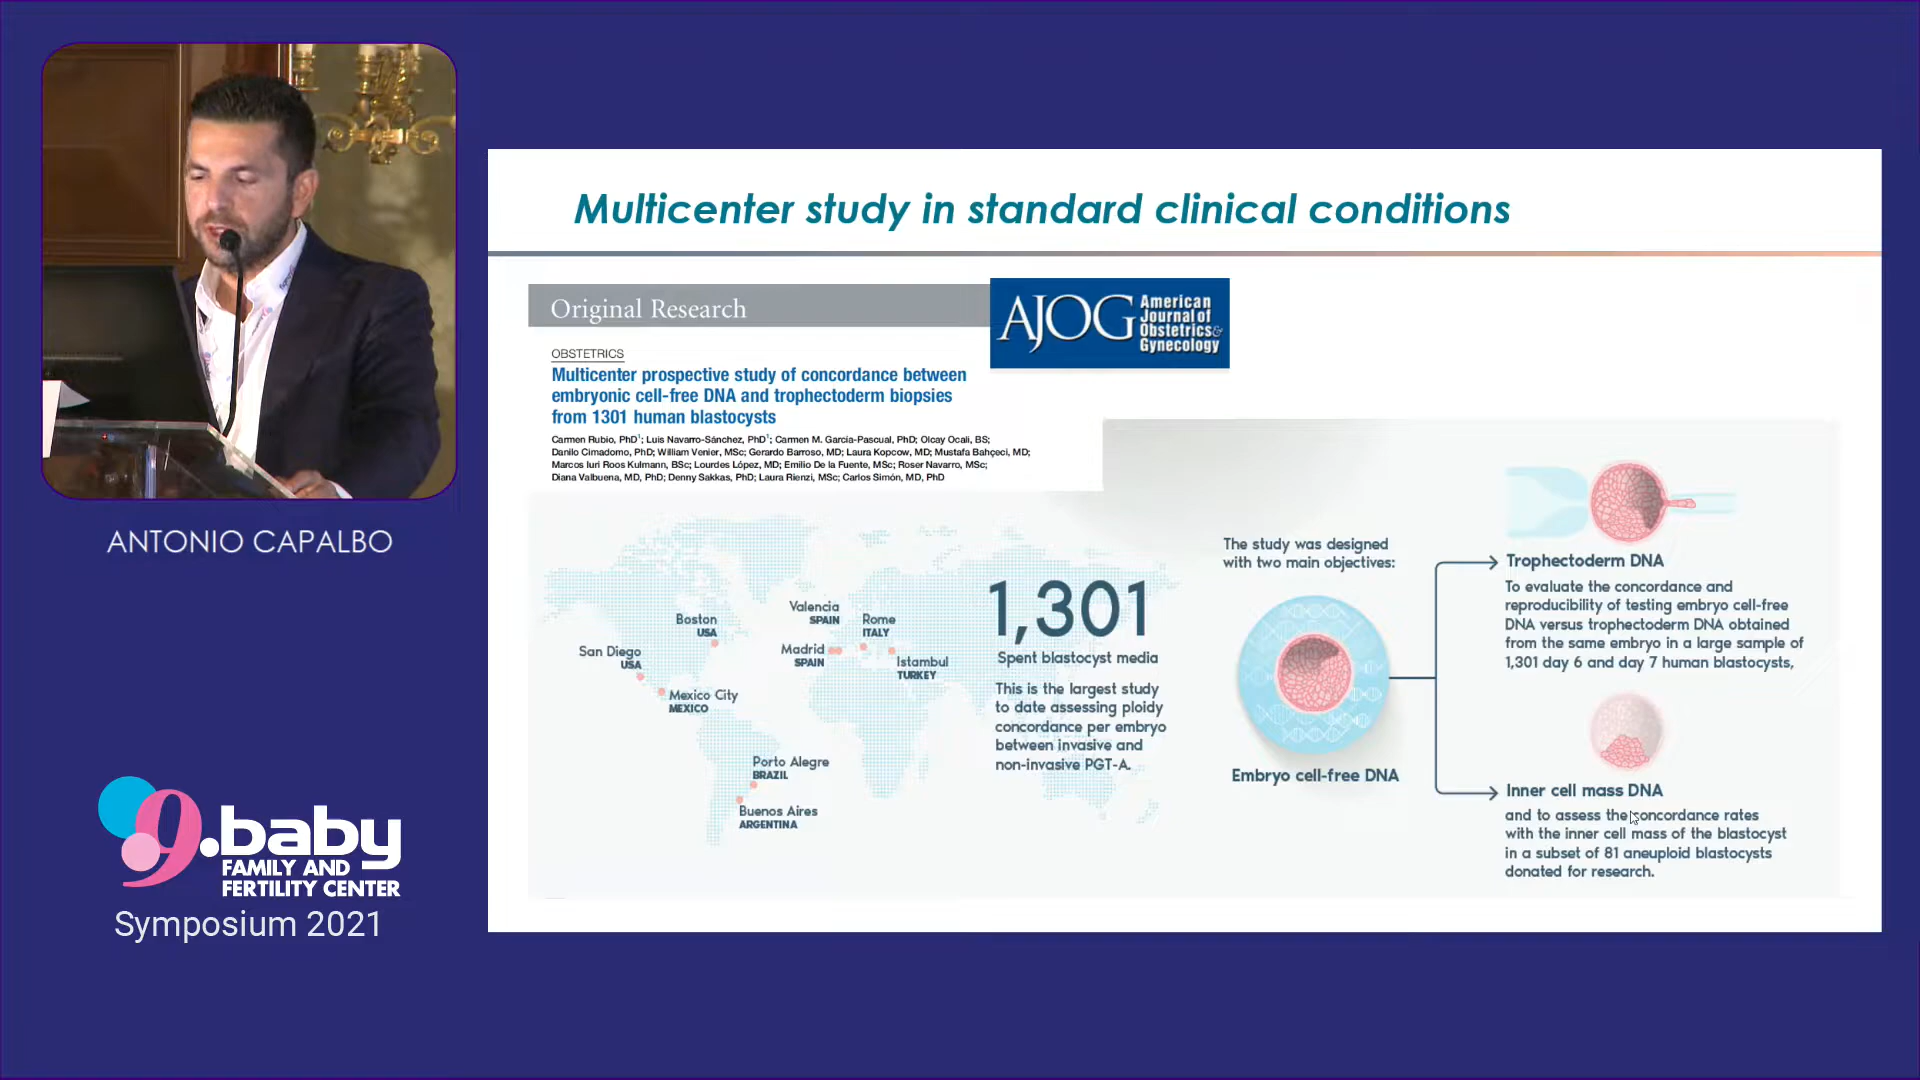 ANTONIO CAPALBO
9.baby
FAMILY AND
FERTILITY CENTER
Symposium 2021
Multicenter study in standard clinical conditions
Original Research
AJOG American
Journal of
Obstetrics&
Gynecology
OBSTETRICS
Multicenter prospective study of concordance between
embryonic cell-free DNA and trophectoderm biopsies
from 1301 human blastocysts
Carmen Rubio, PhD¹; Luis Navarro-Sánchez, PhD¹; Carmen M. García-Pascual, PhD; Olcay Ocali, BS;
Danilo Cimadomo, PhD; William Venier, MSc; Gerardo Barroso, MD; Laura Kopcow, MD; Mustafa Bahçeci, MD;
Marcos Iuri Roos Kulmann, BSc; Lourdes López, MD; Emilio De la Fuente, MSc; Roser Navarro, MSc;
Diana Valbuena, MD, PhD; Denny Sakkas, PhD; Laura Rienzi, MSc; Carlos Simón, MD, PhD
Boston
USA
San Diego
USA
Mexico City
MEXICO
Porto Alegre
BRAZIL
Buenos Aires
ARGENTINA
Valencia
SPAIN
Madrid
SPAIN
Rome
ITALY
Istambul
TURKEY
1,301
Spent blastocyst media
This is the largest study
to date assessing ploidy
concordance per embryo
between invasive and
non-invasive PGT-A.
The study was designed
with two main objectives:
Embryo cell-free DNA
Trophectoderm DNA
To evaluate the concordance and
reproducibility of testing embryo cell-free
DNA versus trophectoderm DNA obtained
from the same embryo in a large sample of
1,301 day 6 and day 7 human blastocysts,
Inner cell mass DNA
and to assess the concordance rates
with the inner cell mass of the blastocyst
in a subset of 81 aneuploid blastocysts
donated for research.